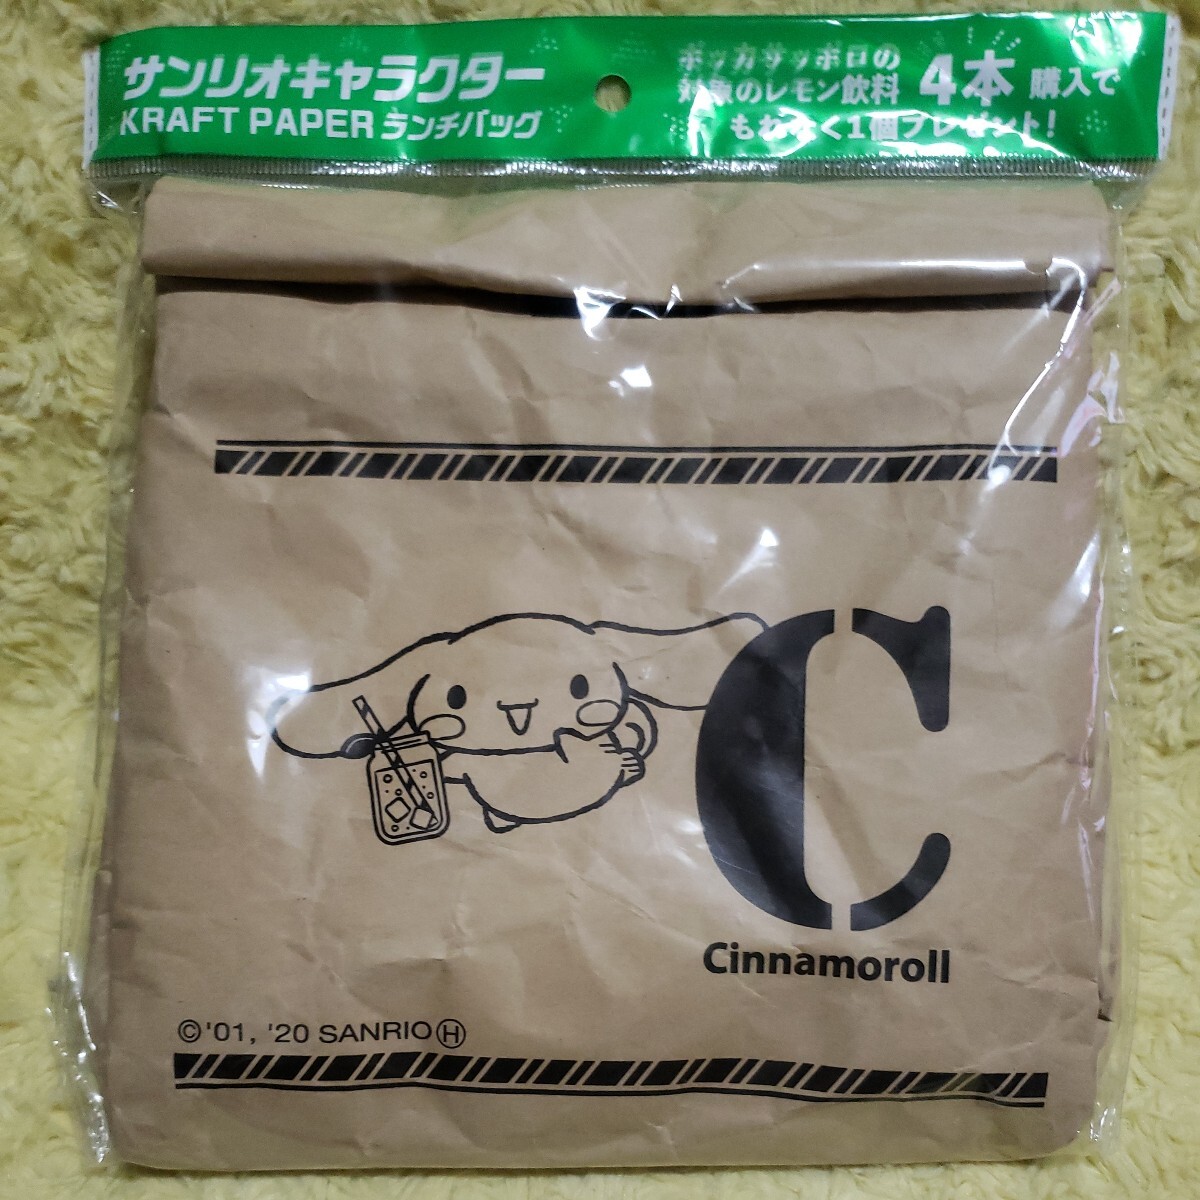 サンリオキャラクター
KRAFT PAPER ランチバッグ
ポッカサッポロの
対象のレモン飲料 4本 購入で
もれなく1個プレゼント!
C
Cinnamoroll
©'01, '20 SANRIO Ⓗ